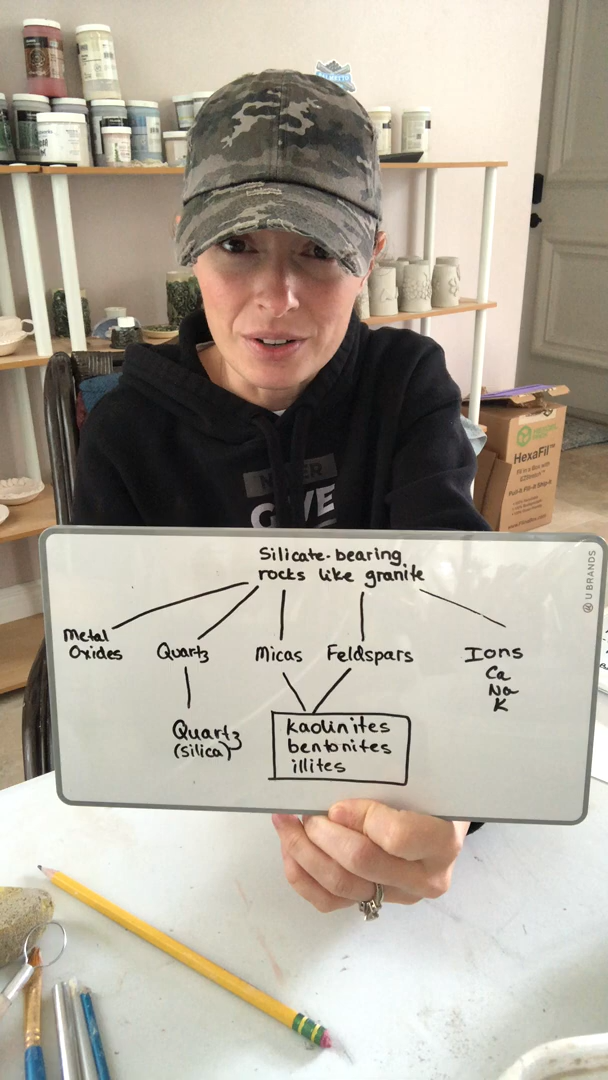 NEVER
GIVE
HexaFil™
U BRANDS
Silicate-bearing
rocks like granite
Metal
Oxides
Quartz
Micas
Feldspars
Ions
Ca
Na
K
Quartz
(silica)
kaolinites
bentonites
illites